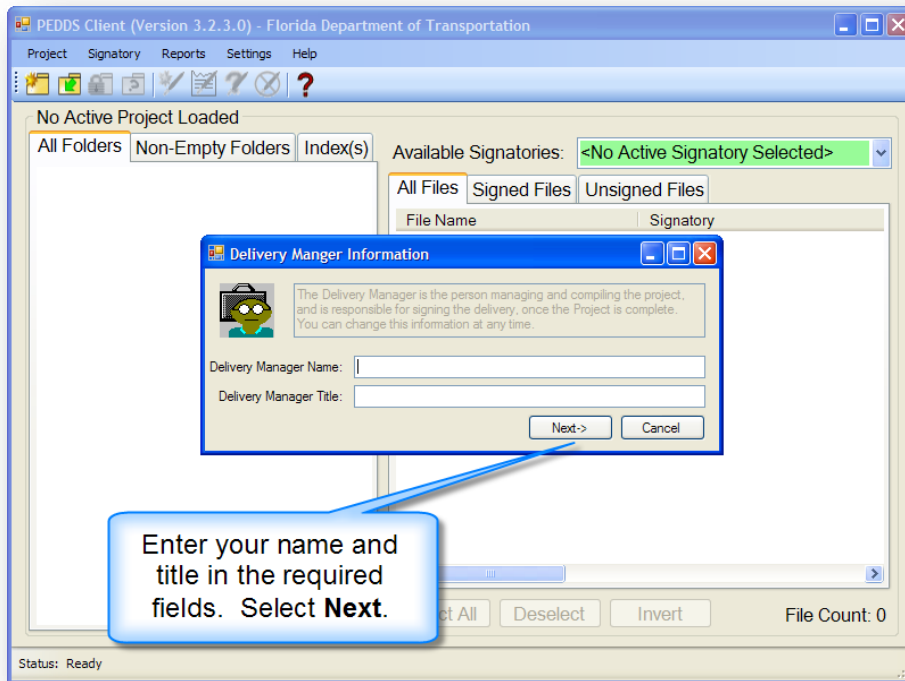 PEDDS Client (Version 3.2.3.0) - Florida Department of Transportation
Project Signatory Reports Settings Help
No Active Project Loaded
All Folders Non-Empty Folders Index(s)
Available Signatories: <No Active Signatory Selected>
All Files Signed Files Unsigned Files
File Name Signatory
Delivery Manger Information
The Delivery Manager is the person managing and compiling the project,
and is responsible for signing the delivery, once the Project is complete.
You can change this information at any time.
Delivery Manager Name:
Delivery Manager Title:
Next-> Cancel
Enter your name and
title in the required
fields. Select Next.
ct All Deselect Invert File Count: 0
Status: Ready